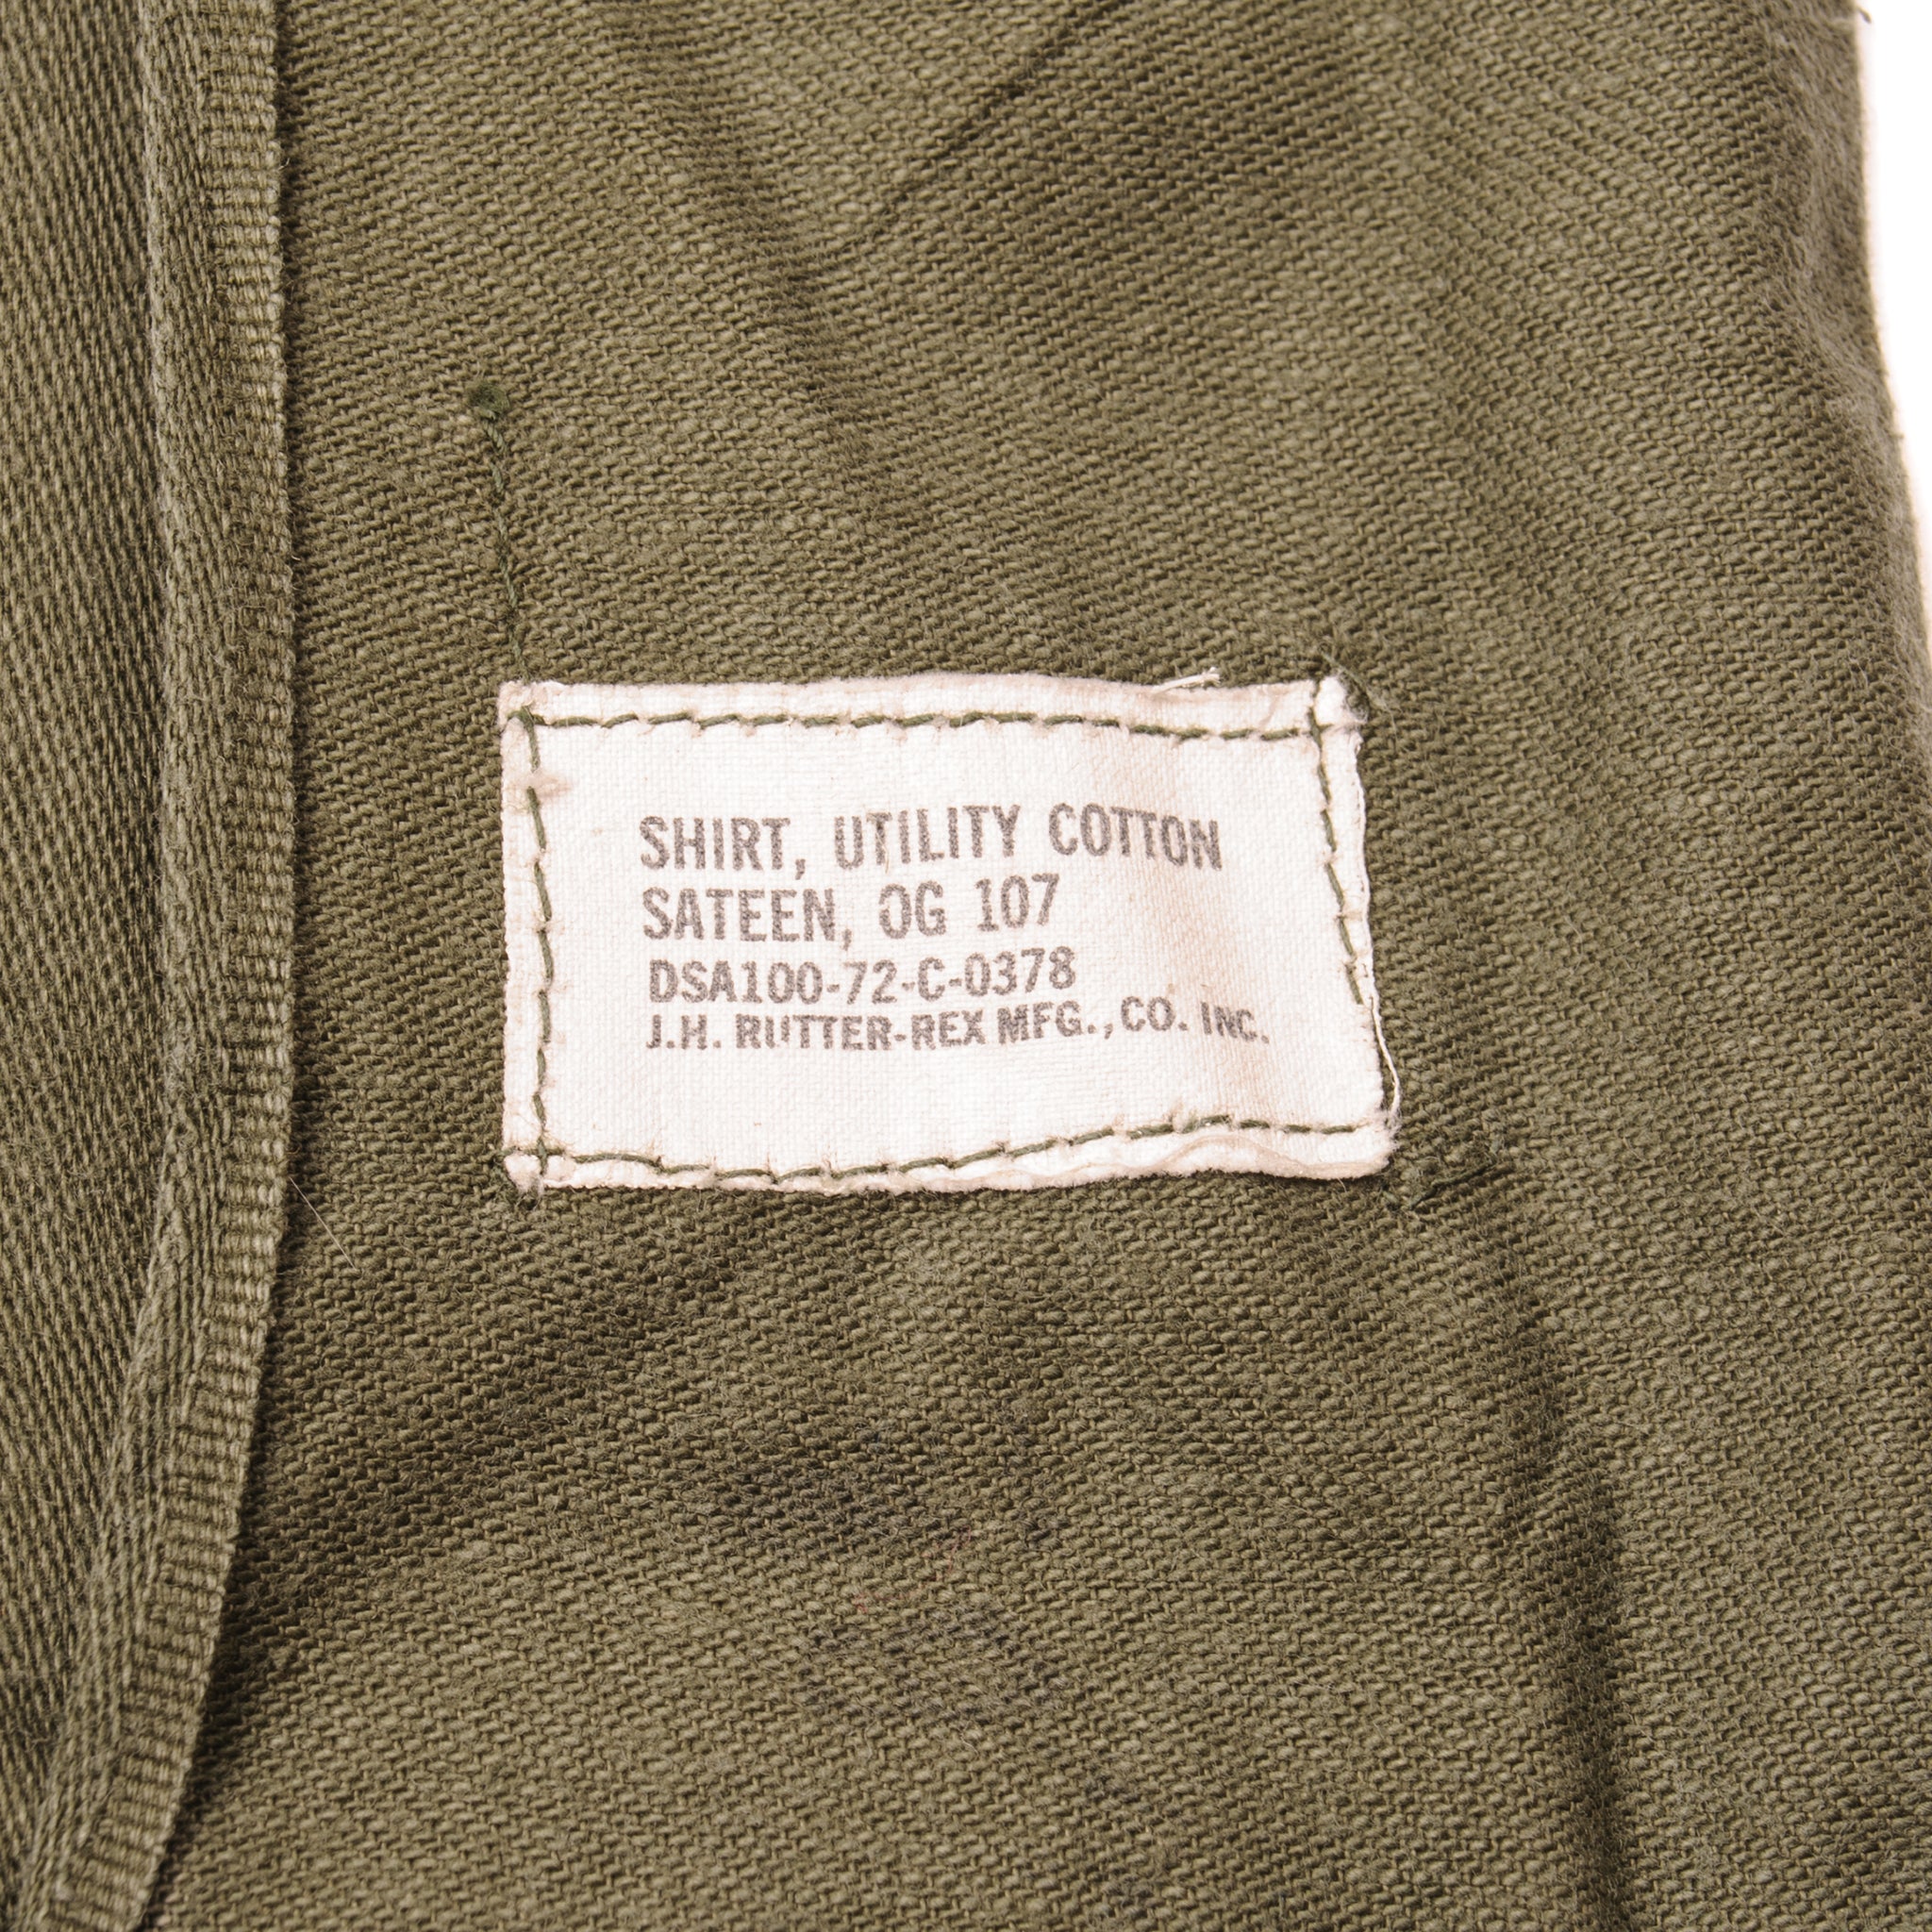 SHIRT, UTILITY COTTON
SATEEN, OG 107
DSA100-72-C-0378
J.H. RUTTER-REX MFG., CO. INC.